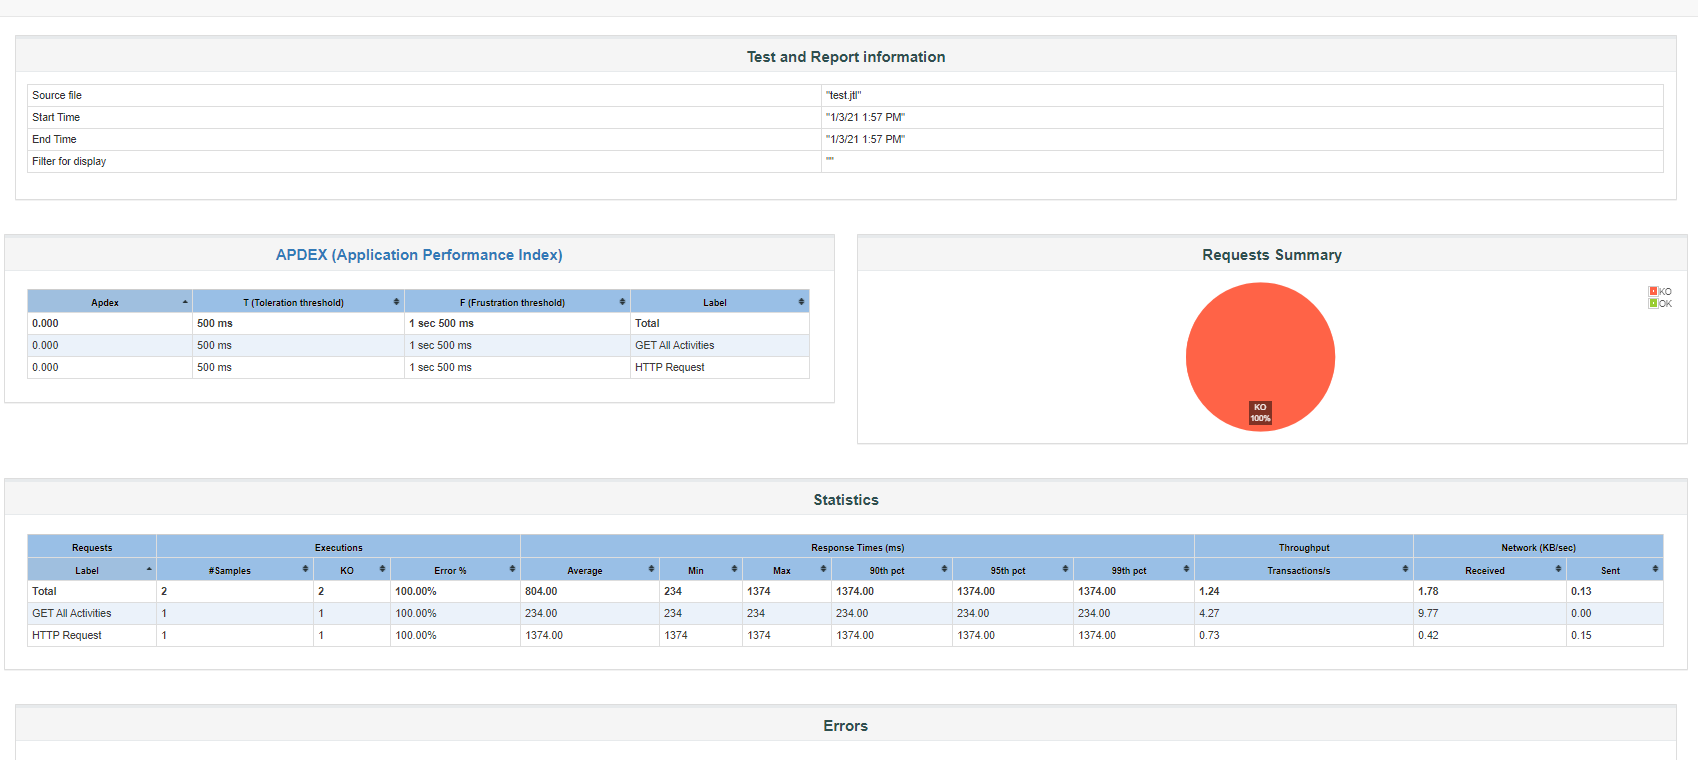 Test and Report information
Source file "test.jtl"
Start Time "1/3/21 1:57 PM"
End Time "1/3/21 1:57 PM"
Filter for display ""
APDEX (Application Performance Index)
Apdex T (Toleration threshold) F (Frustration threshold) Label
0.000 500 ms 1 sec 500 ms Total
0.000 500 ms 1 sec 500 ms GET All Activities
0.000 500 ms 1 sec 500 ms HTTP Request
Requests Summary
KO
OK
KO
100%
Statistics
Requests Executions Response Times (ms) Throughput Network (KB/sec)
Label #Samples KO Error % Average Min Max 90th pct 95th pct 99th pct Transactions/s Received Sent
Total 2 2 100.00% 804.00 234 1374 1374.00 1374.00 1374.00 1.24 1.78 0.13
GET All Activities 1 1 100.00% 234.00 234 234 234.00 234.00 234.00 4.27 9.77 0.00
HTTP Request 1 1 100.00% 1374.00 1374 1374 1374.00 1374.00 1374.00 0.73 0.42 0.15
Errors